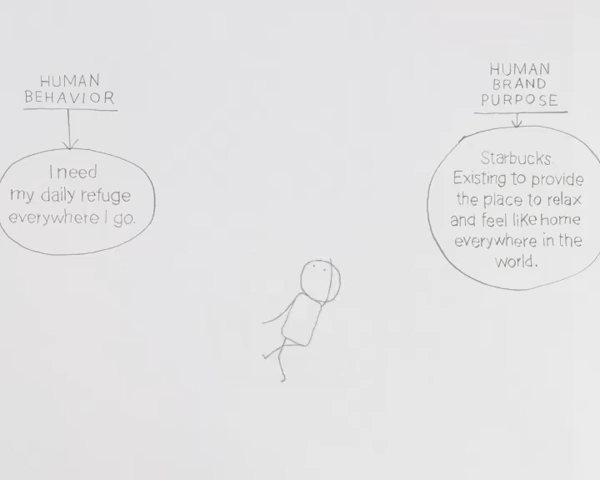 HUMAN
BEHAVIOR
I need
my daily refuge
everywhere I go.
HUMAN
BRAND
PURPOSE
Starbucks.
Existing to provide
the place to relax
and feel like home
everywhere in the
world.